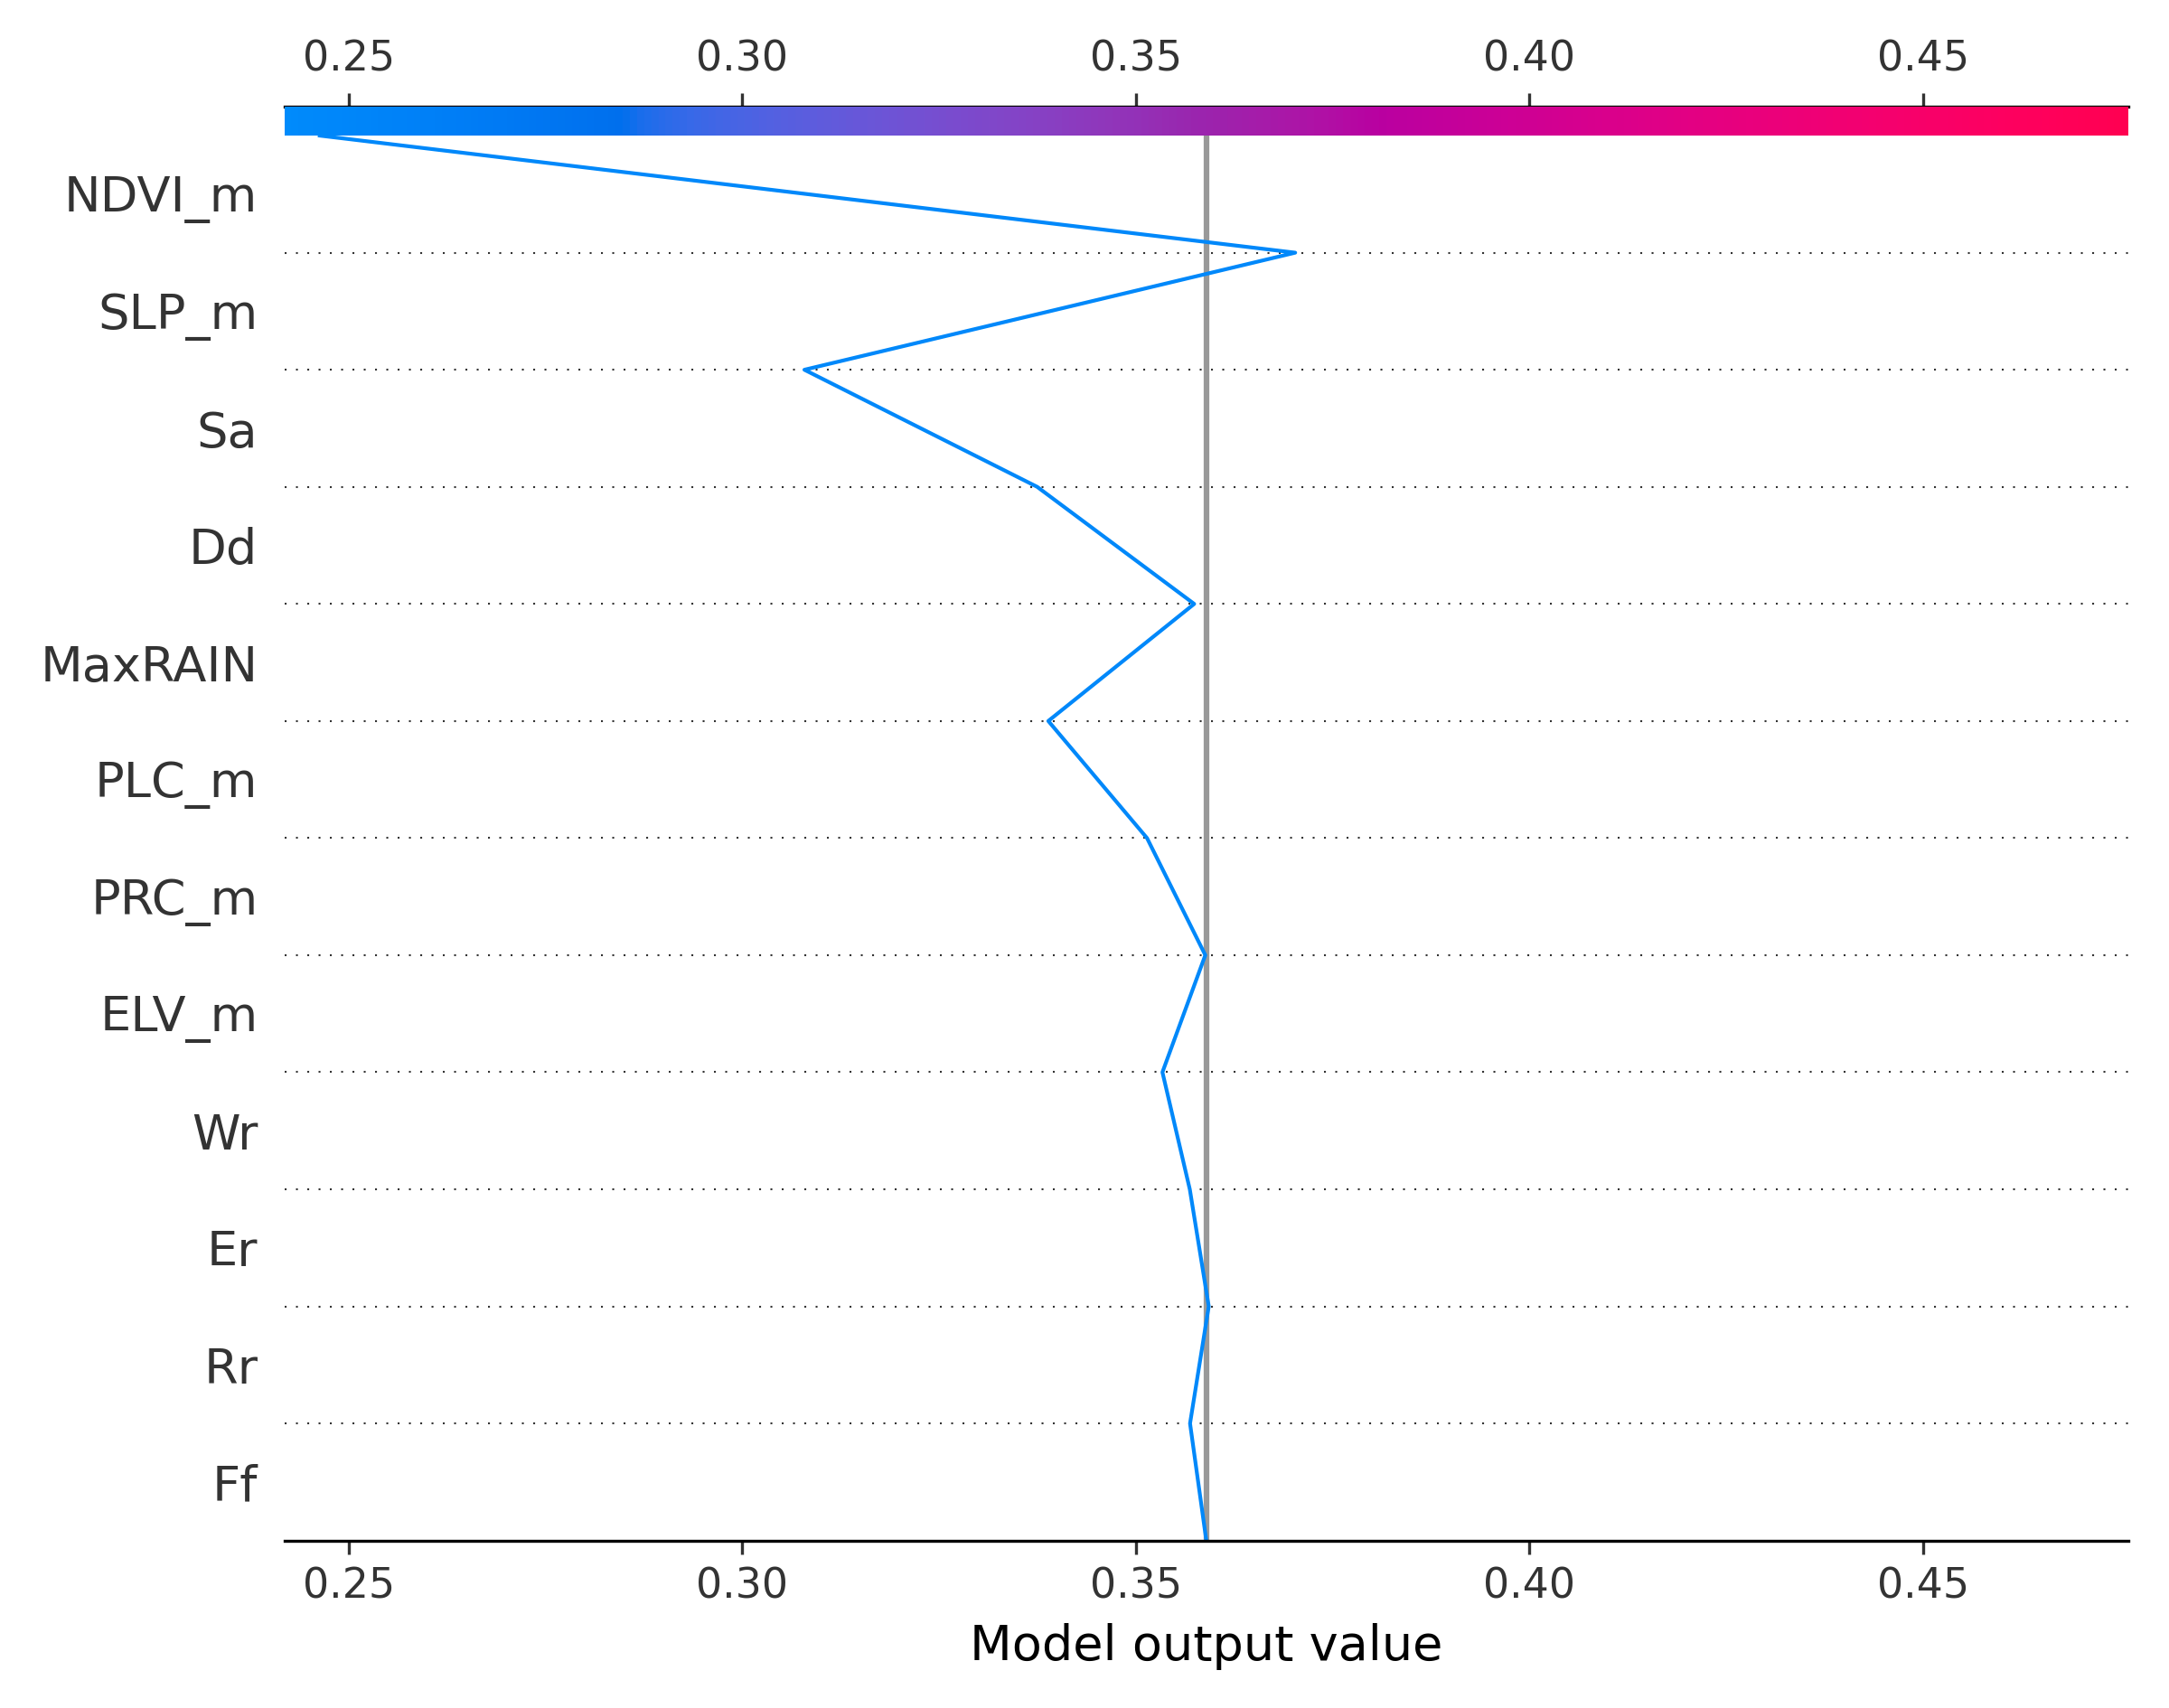 0.25 0.30 0.35 0.40 0.45
NDVI_m
SLP_m
Sa
Dd
MaxRAIN
PLC_m
PRC_m
ELV_m
Wr
Er
Rr
Ff
0.25 0.30 0.35 0.40 0.45
Model output value